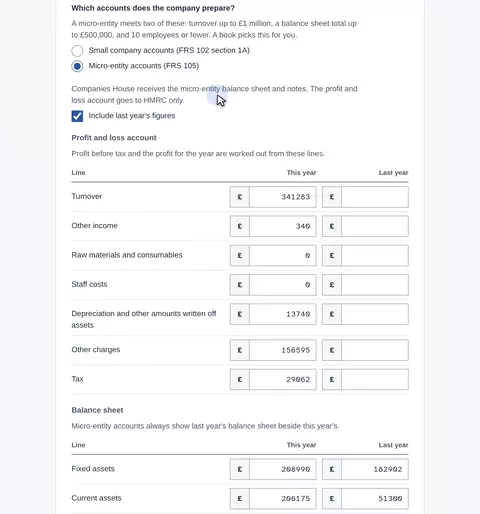 Which accounts does the company prepare?
A micro-entity meets two of these: turnover up to £1 million, a balance sheet total up
to £500,000, and 10 employees or fewer. A book picks this for you.
Small company accounts (FRS 102 section 1A)
Micro-entity accounts (FRS 105)
Companies House receives the micro-entity balance sheet and notes. The profit and
loss account goes to HMRC only.
Include last year's figures
Profit and loss account
Profit before tax and the profit for the year are worked out from these lines.
Line This year Last year
Turnover £ 341283 £
Other income £ 340 £
Raw materials and consumables £ 0 £
Staff costs £ 0 £
Depreciation and other amounts written off
assets £ 13740 £
Other charges £ 156595 £
Tax £ 29062 £
Balance sheet
Micro-entity accounts always show last year's balance sheet beside this year's.
Line This year Last year
Fixed assets £ 208990 £ 182902
Current assets £ 206175 £ 51300